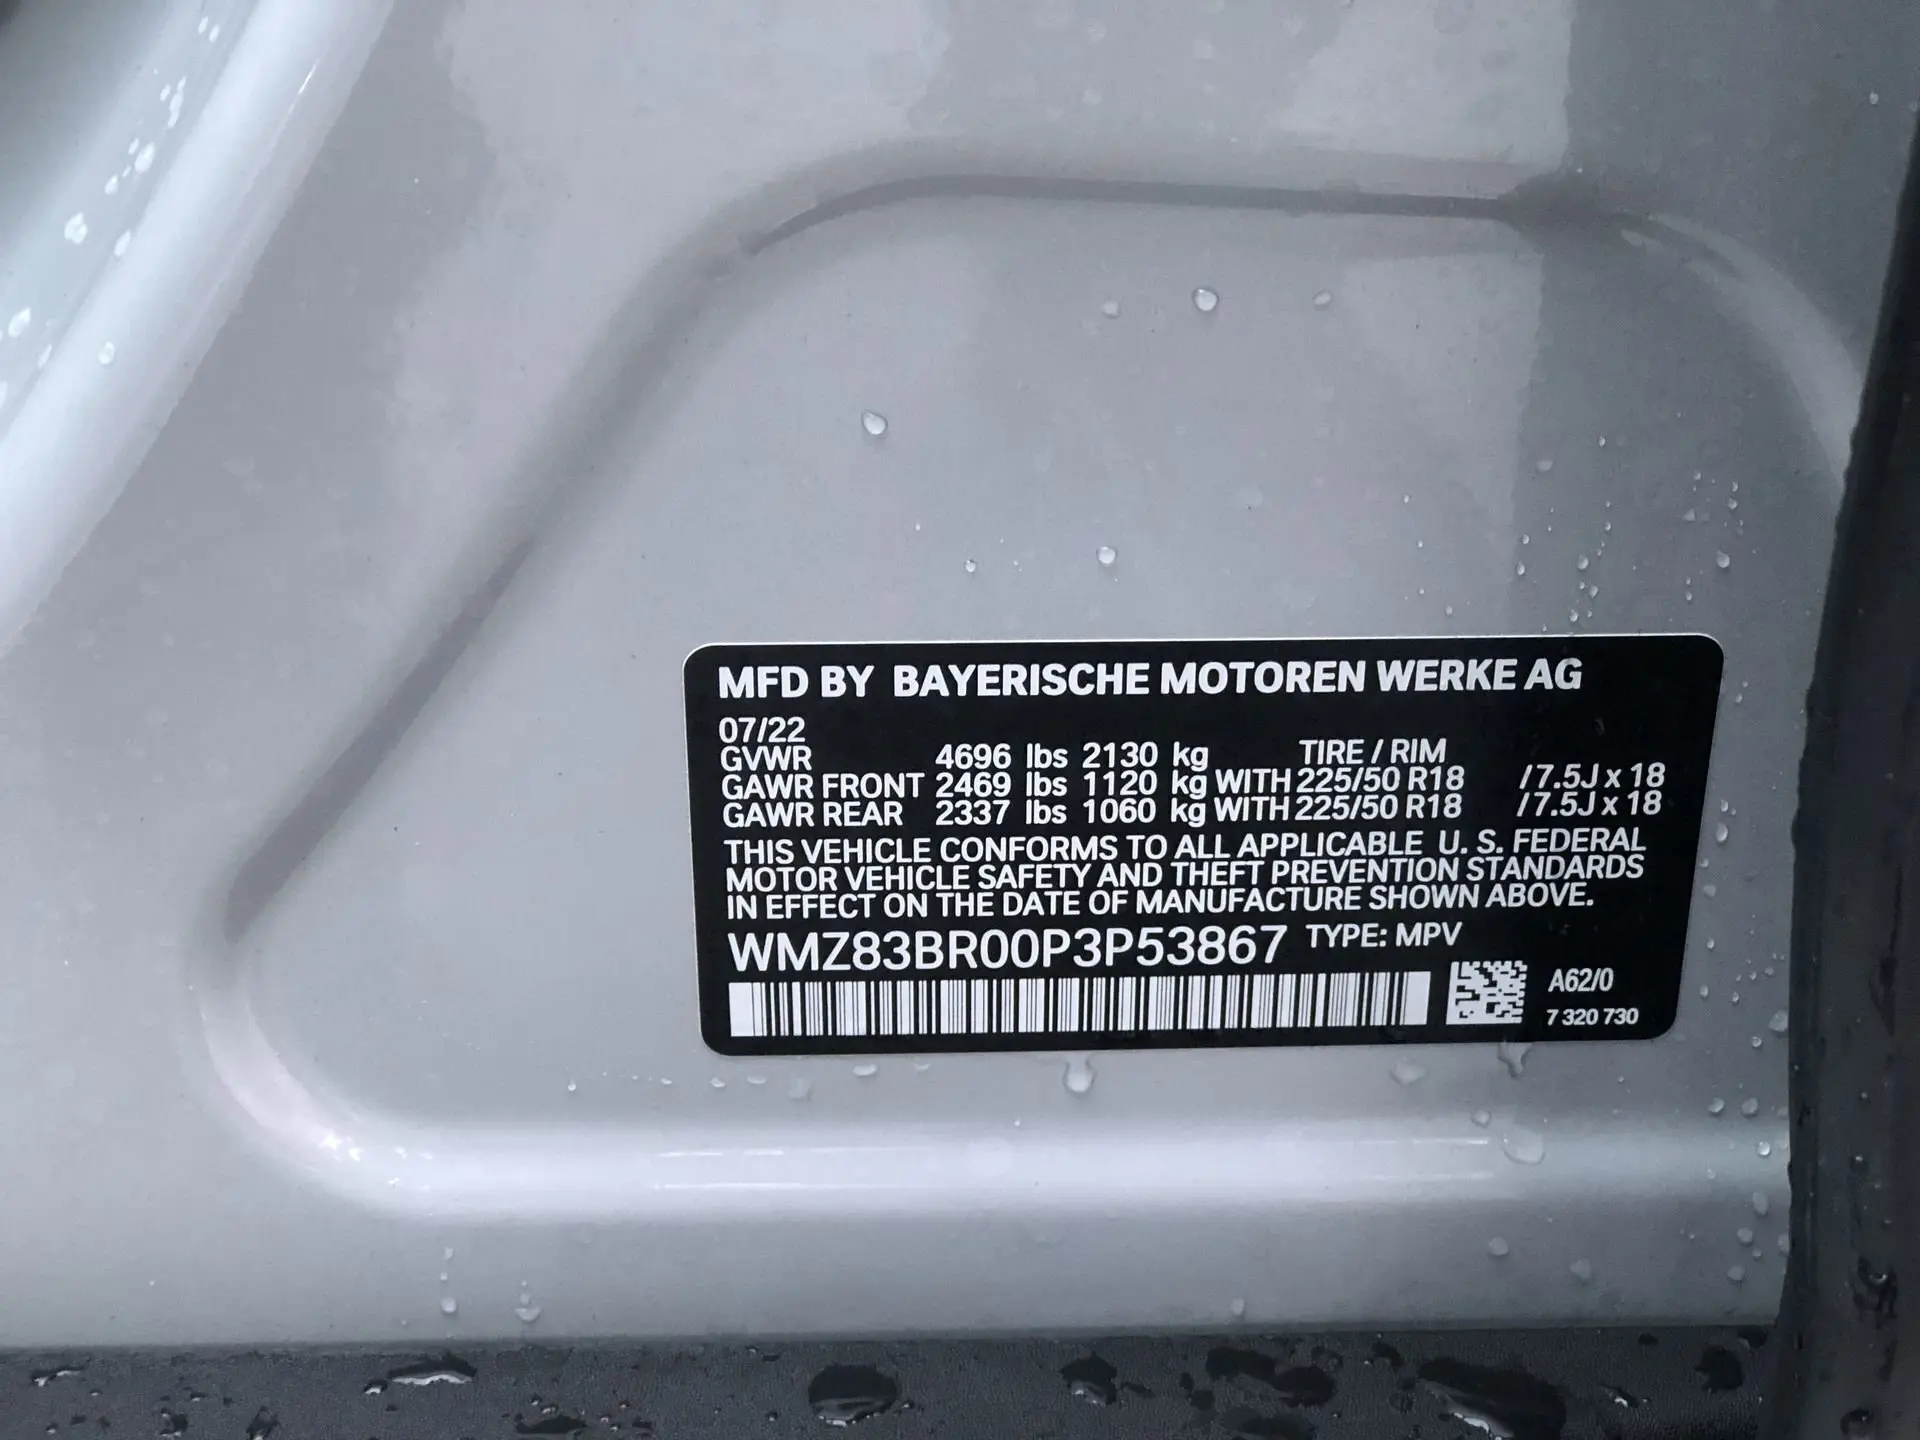 MFD BY BAYERISCHE MOTOREN WERKE AG
07/22
GVWR 4696 lbs 2130 kg TIRE / RIM
GAWR FRONT 2469 lbs 1120 kg WITH 225/50 R18 / 7.5J x 18
GAWR REAR 2337 lbs 1060 kg WITH 225/50 R18 / 7.5J x 18
THIS VEHICLE CONFORMS TO ALL APPLICABLE U. S. FEDERAL
MOTOR VEHICLE SAFETY AND THEFT PREVENTION STANDARDS
IN EFFECT ON THE DATE OF MANUFACTURE SHOWN ABOVE.
WMZ83BR00P3P53867 TYPE: MPV
A62/0
7 320 730